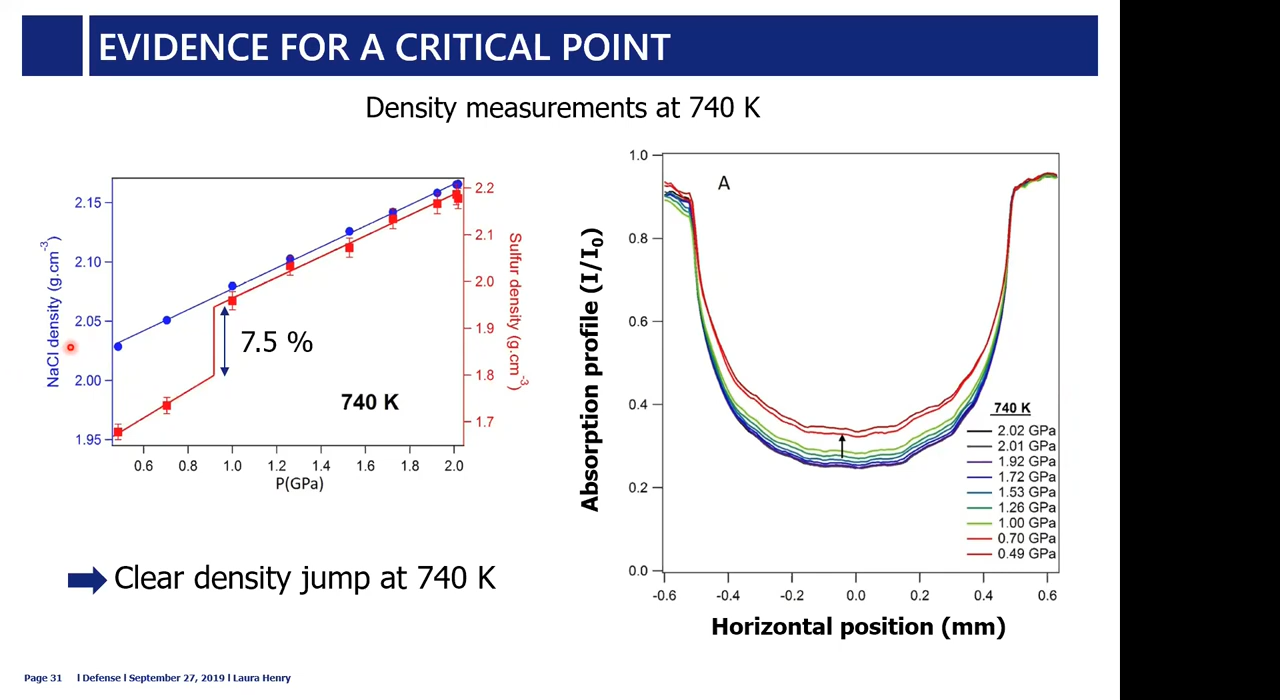 EVIDENCE FOR A CRITICAL POINT
Density measurements at 740 K
NaCl density (g.cm-3)
2.15
2.10
2.05
2.00
1.95
7.5 %
740 K
2.2
2.1
2.0
1.9
1.8
1.7
Sulfur density (g.cm-3)
0.6 0.8 1.0 1.2 1.4 1.6 1.8 2.0
P(GPa)
Clear density jump at 740 K
Absorption profile (I/I0)
1.0
0.8
0.6
0.4
0.2
0.0
A
740 K
2.02 GPa
2.01 GPa
1.92 GPa
1.72 GPa
1.53 GPa
1.26 GPa
1.00 GPa
0.70 GPa
0.49 GPa
-0.6 -0.4 -0.2 0.0 0.2 0.4 0.6
Horizontal position (mm)
Page 31 l Defense l September 27, 2019 l Laura Henry